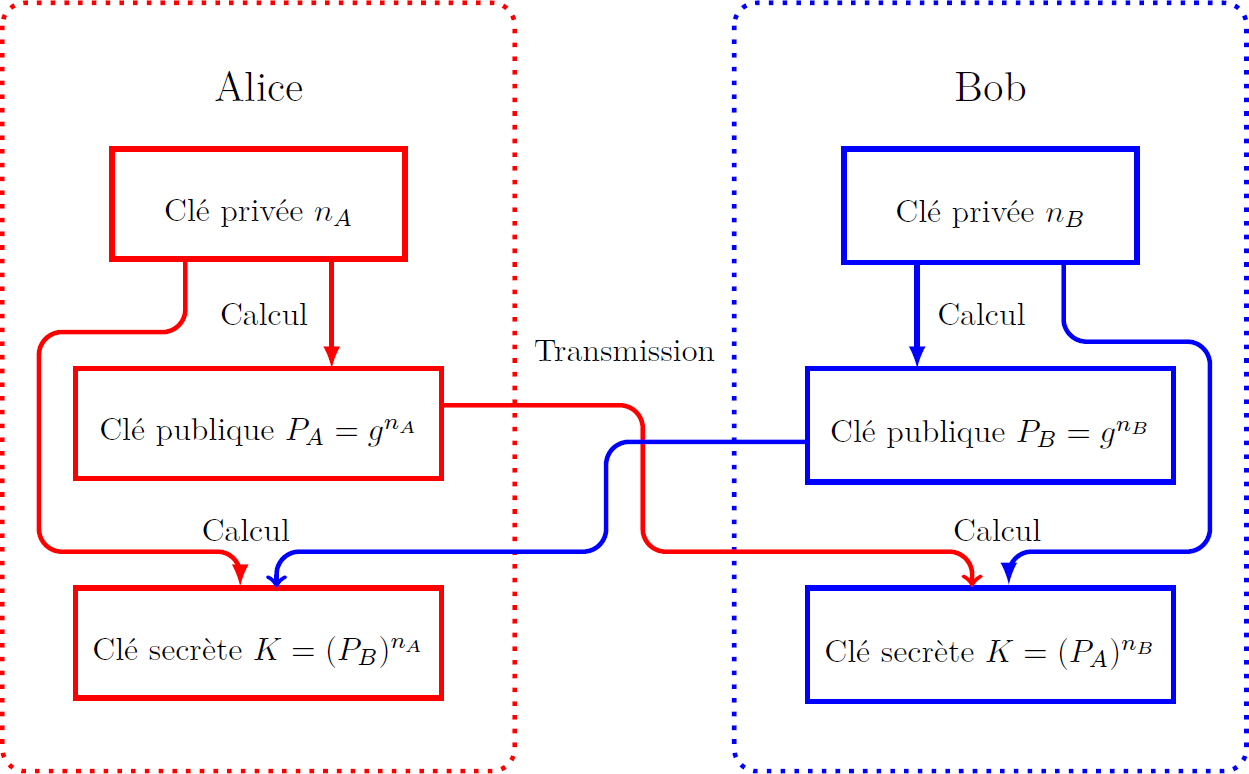 Alice
Bob
Clé privée $n_A$
Clé privée $n_B$
Calcul
Calcul
Transmission
Clé publique $P_A = g^{n_A}$
Clé publique $P_B = g^{n_B}$
Calcul
Calcul
Clé secrète $K = (P_B)^{n_A}$
Clé secrète $K = (P_A)^{n_B}$